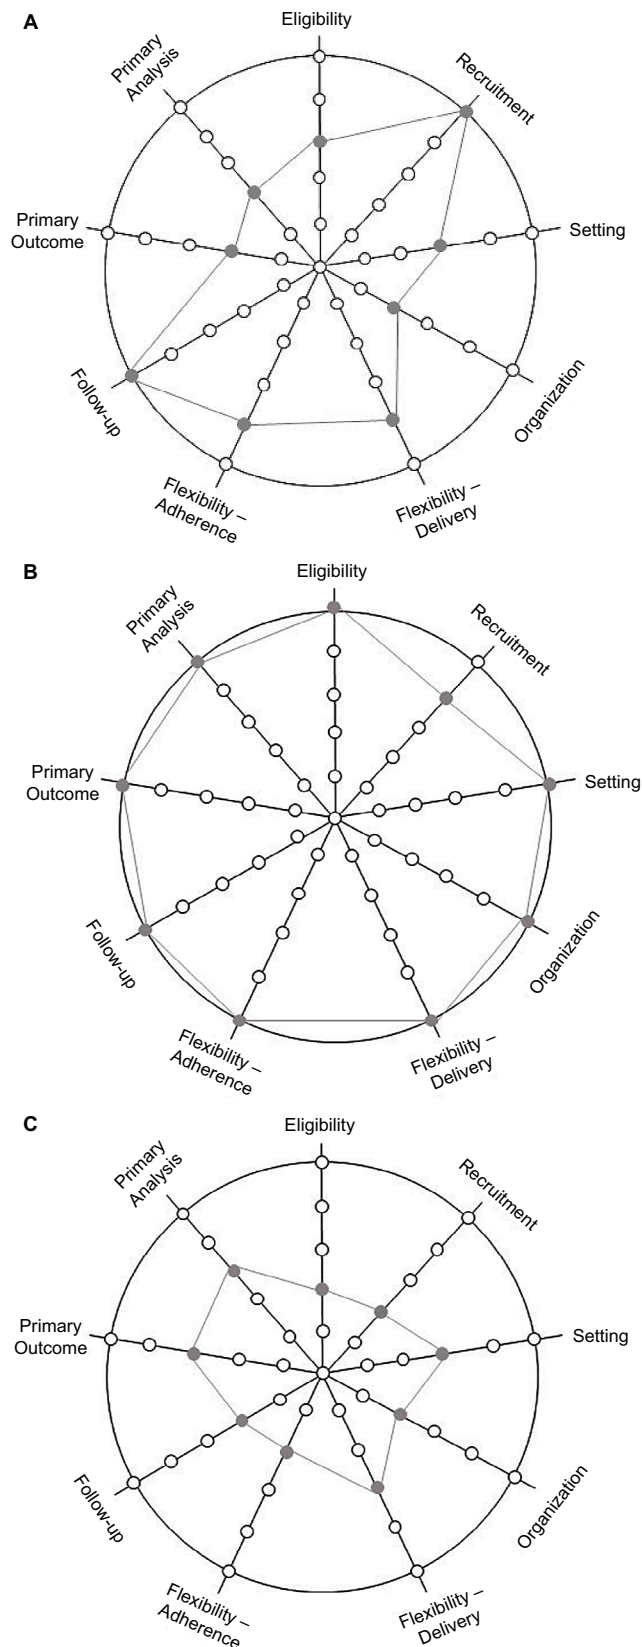 A
Eligibility
Primary
Analysis
Recruitment
Primary
Outcome
Setting
Follow-up
Organization
Flexibility –
Adherence
Flexibility –
Delivery
B
Eligibility
Primary
Analysis
Recruitment
Primary
Outcome
Setting
Follow-up
Organization
Flexibility –
Adherence
Flexibility –
Delivery
C
Eligibility
Primary
Analysis
Recruitment
Primary
Outcome
Setting
Follow-up
Organization
Flexibility –
Adherence
Flexibility –
Delivery